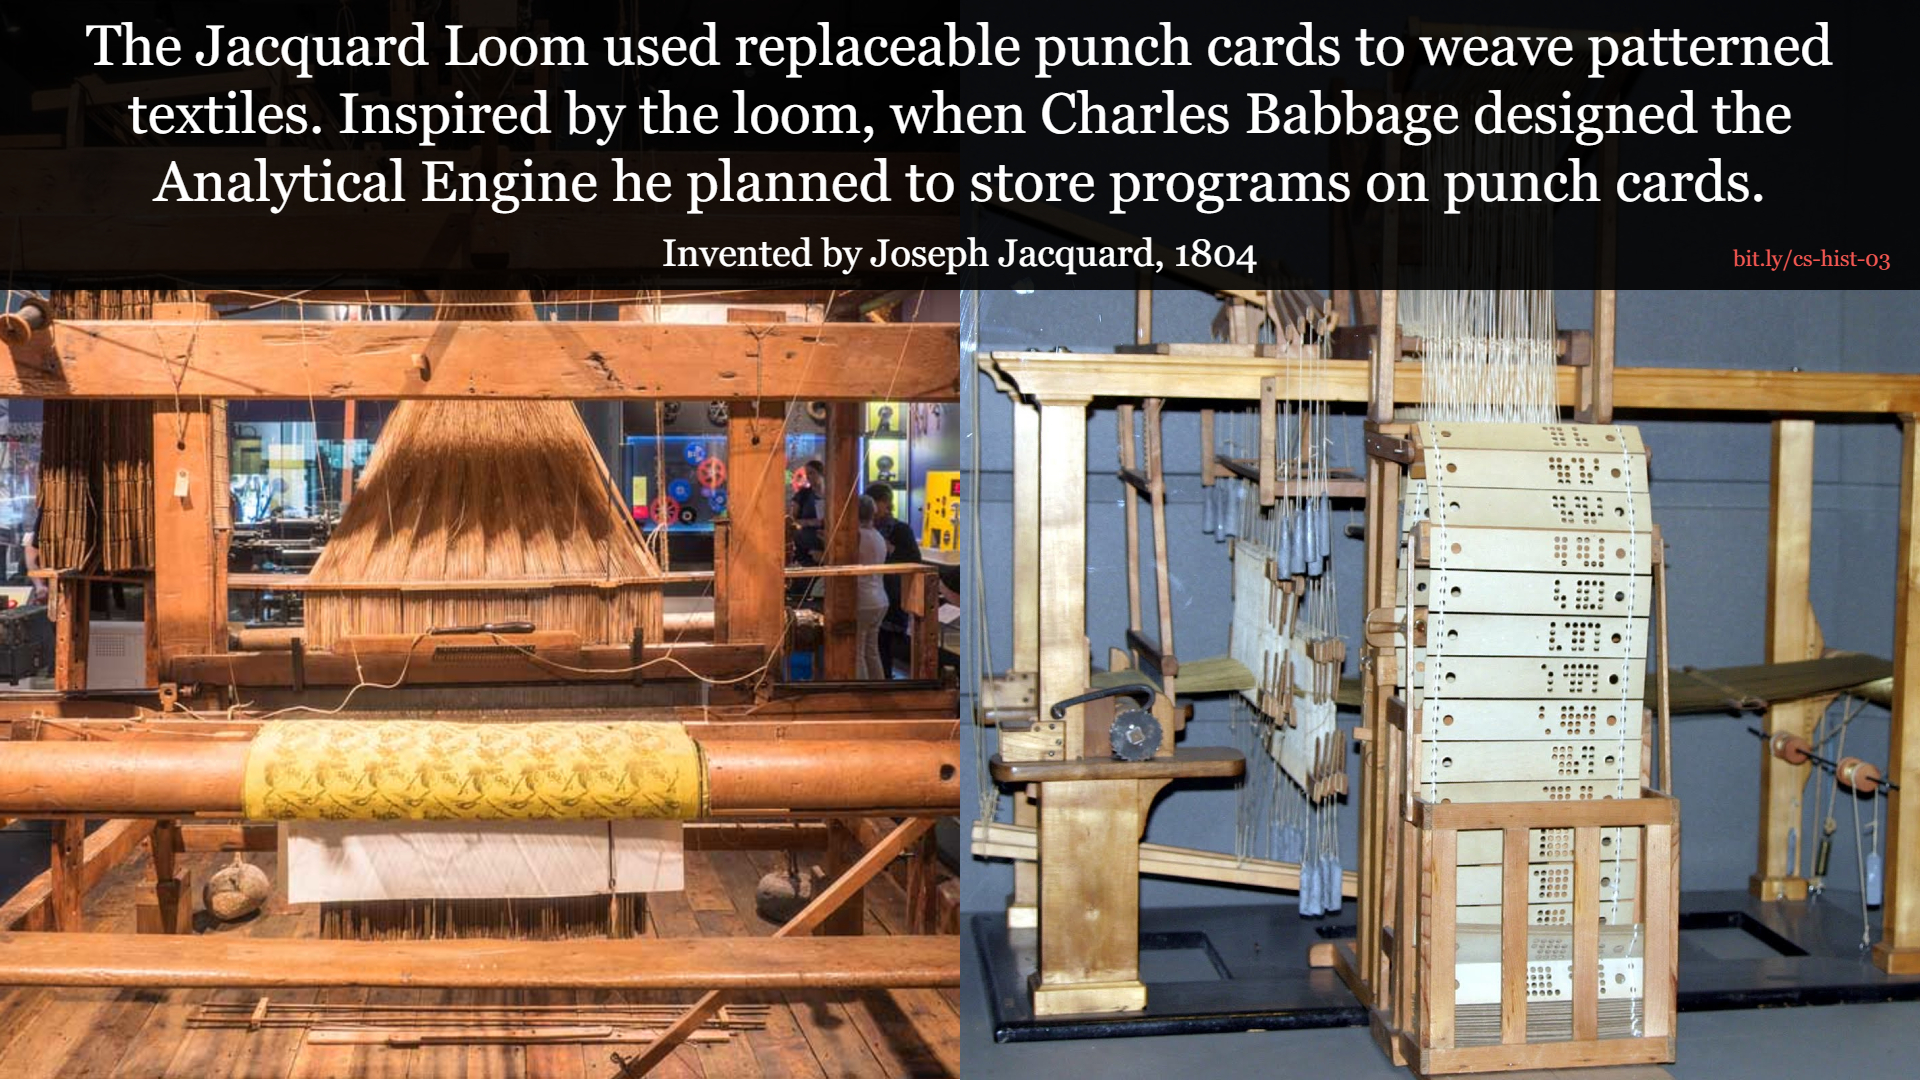 The Jacquard Loom used replaceable punch cards to weave patterned
textiles. Inspired by the loom, when Charles Babbage designed the
Analytical Engine he planned to store programs on punch cards.
Invented by Joseph Jacquard, 1804
bit.ly/cs-hist-03